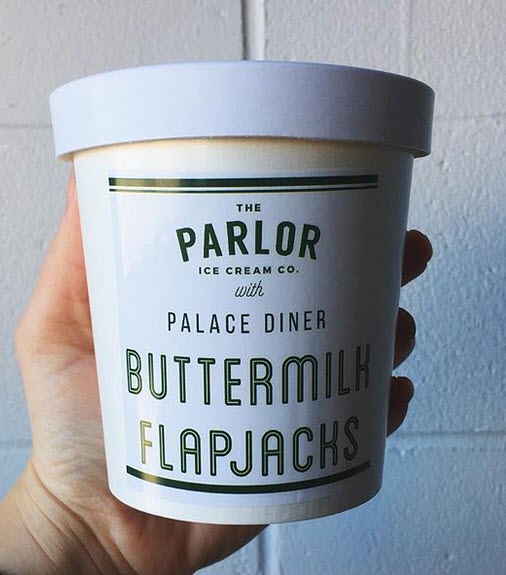 THE
PARLOR
ICE CREAM CO.
with
PALACE DINER
BUTTERMILK
FLAPJACKS